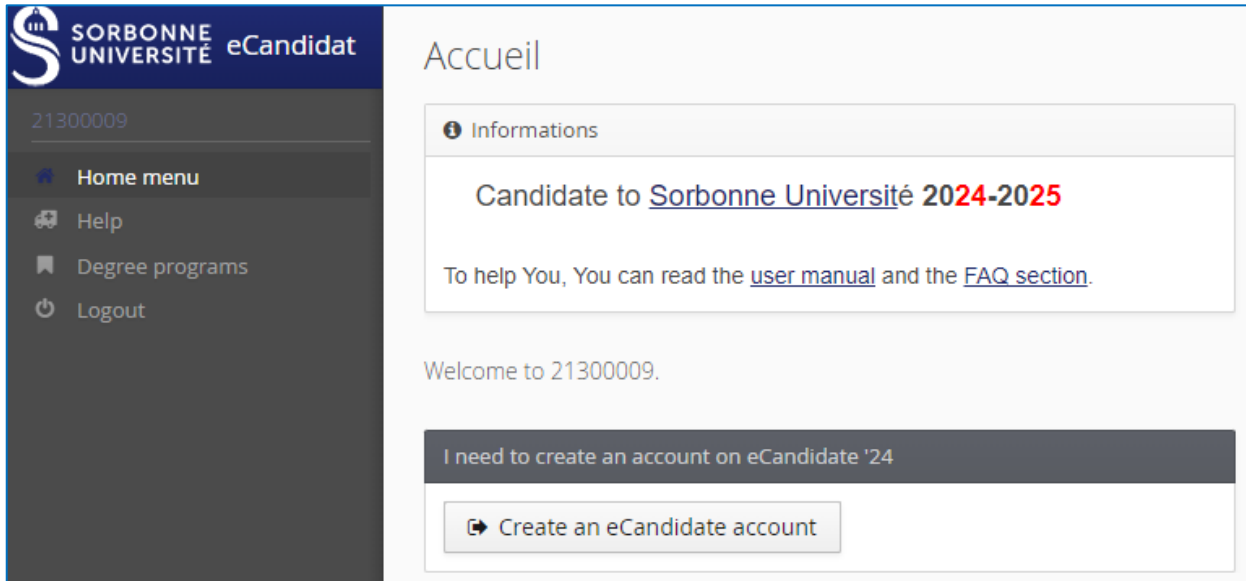 SORBONNE
UNIVERSITÉ eCandidat
21300009
Home menu
Help
Degree programs
Logout
Accueil
Informations
Candidate to Sorbonne Université 2024-2025
To help You, You can read the user manual and the FAQ section.
Welcome to 21300009.
I need to create an account on eCandidate '24
Create an eCandidate account